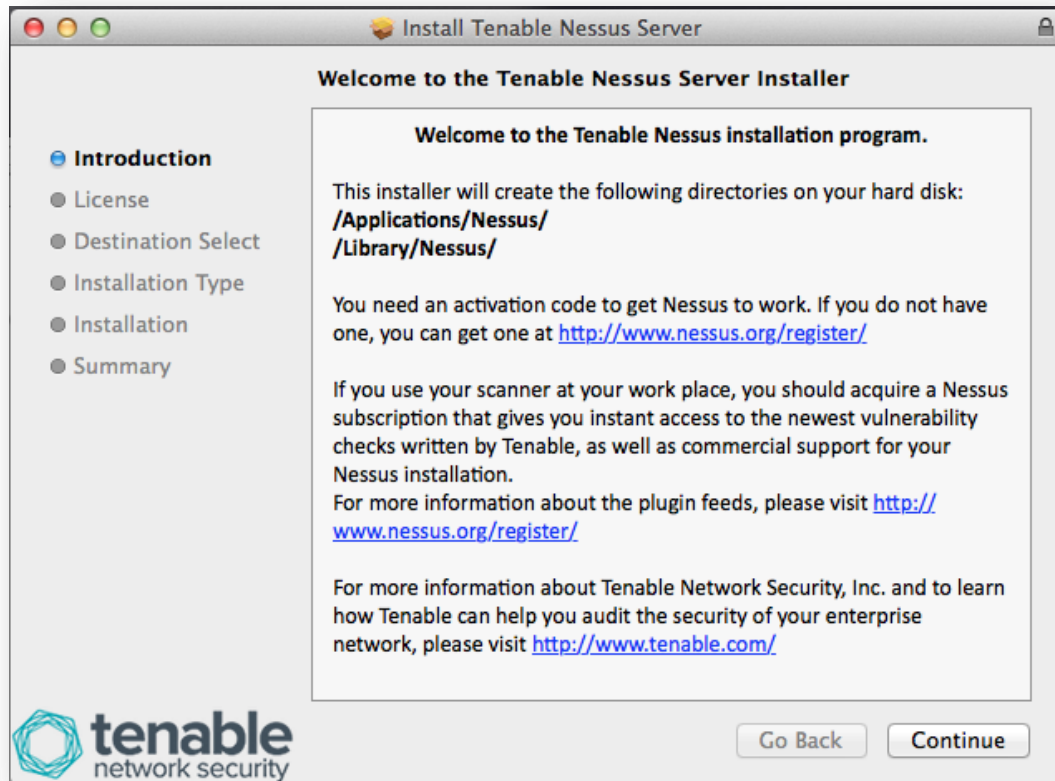 Install Tenable Nessus Server
Welcome to the Tenable Nessus Server Installer
Introduction
License
Destination Select
Installation Type
Installation
Summary
Welcome to the Tenable Nessus installation program.
This installer will create the following directories on your hard disk:
/Applications/Nessus/
/Library/Nessus/
You need an activation code to get Nessus to work. If you do not have
one, you can get one at http://www.nessus.org/register/
If you use your scanner at your work place, you should acquire a Nessus
subscription that gives you instant access to the newest vulnerability
checks written by Tenable, as well as commercial support for your
Nessus installation.
For more information about the plugin feeds, please visit http://
www.nessus.org/register/
For more information about Tenable Network Security, Inc. and to learn
how Tenable can help you audit the security of your enterprise
network, please visit http://www.tenable.com/
tenable
network security
Go Back
Continue